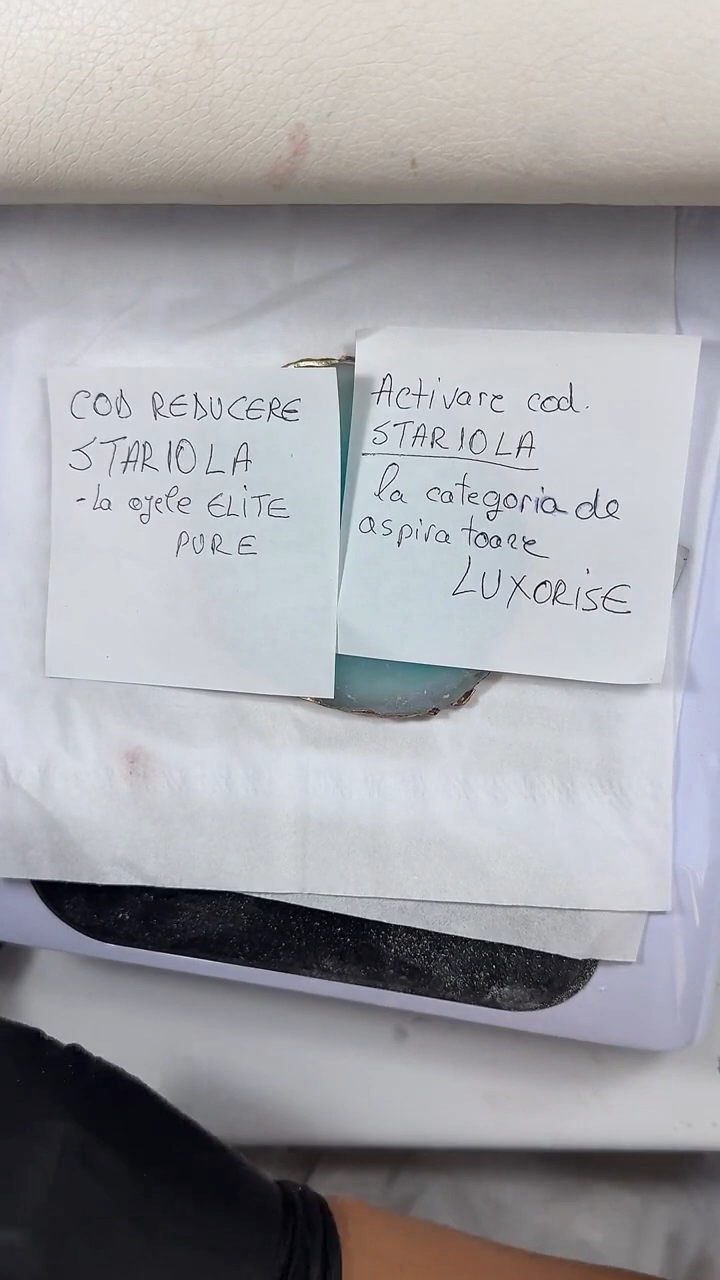 COD REDUCERE
STARIOLA
- La ojele ELITE
PURE
Activare cod.
STARIOLA
la categoria de
aspiratoare
LUXORISE